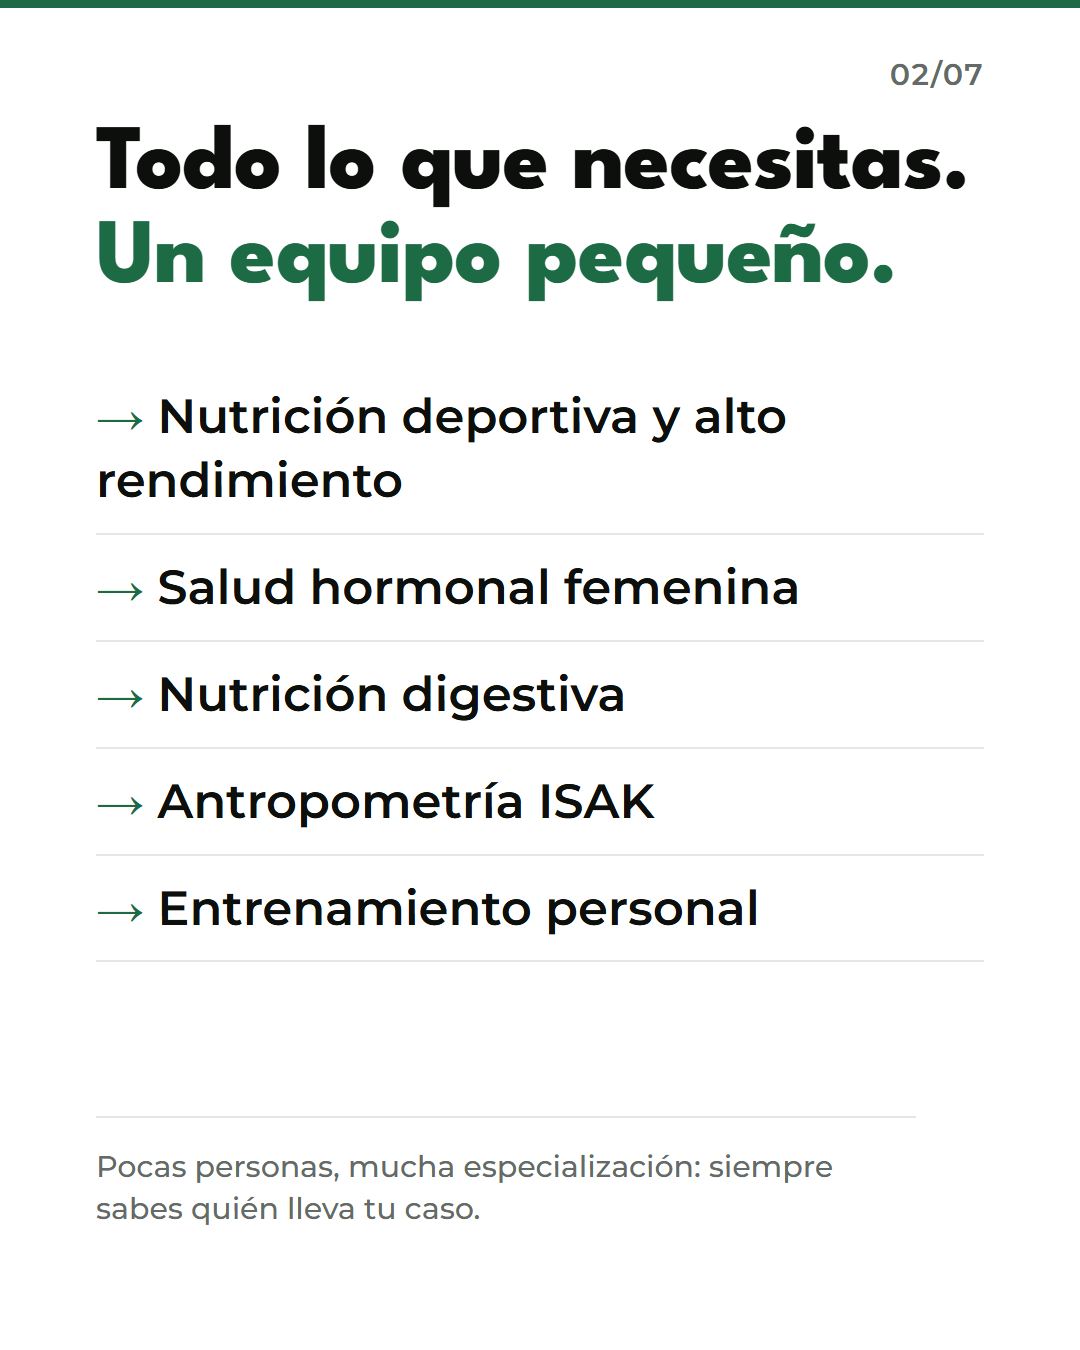 02/07
Todo lo que necesitas.
Un equipo pequeño.
→ Nutrición deportiva y alto
rendimiento
→ Salud hormonal femenina
→ Nutrición digestiva
→ Antropometría ISAK
→ Entrenamiento personal
Pocas personas, mucha especialización: siempre
sabes quién lleva tu caso.